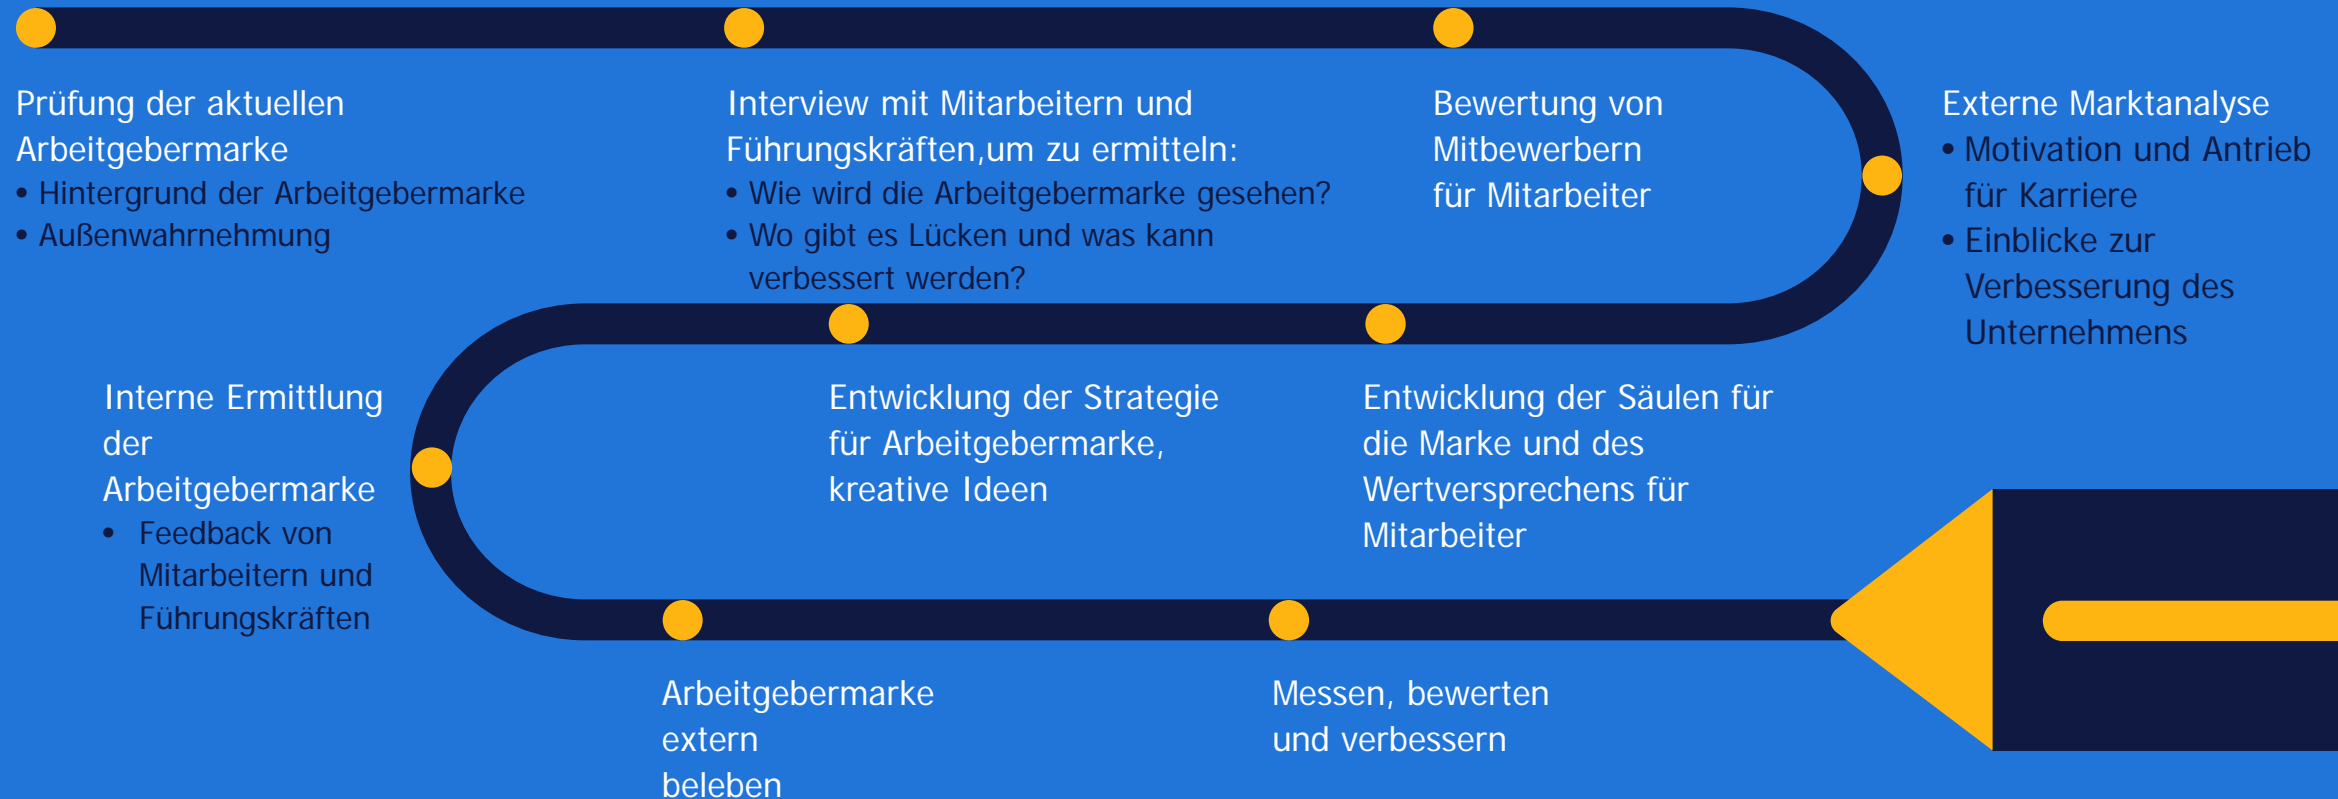 Prüfung der aktuellen
Arbeitgebermarke
• Hintergrund der Arbeitgebermarke
• Außenwahrnehmung
Interview mit Mitarbeitern und
Führungskräften,um zu ermitteln:
• Wie wird die Arbeitgebermarke gesehen?
• Wo gibt es Lücken und was kann
verbessert werden?
Bewertung von
Mitbewerbern
für Mitarbeiter
Externe Marktanalyse
• Motivation und Antrieb
für Karriere
• Einblicke zur
Verbesserung des
Unternehmens
Entwicklung der Säulen für
die Marke und des
Wertversprechens für
Mitarbeiter
Entwicklung der Strategie
für Arbeitgebermarke,
kreative Ideen
Interne Ermittlung
der
Arbeitgebermarke
• Feedback von
Mitarbeitern und
Führungskräften
Arbeitgebermarke
extern
beleben
Messen, bewerten
und verbessern